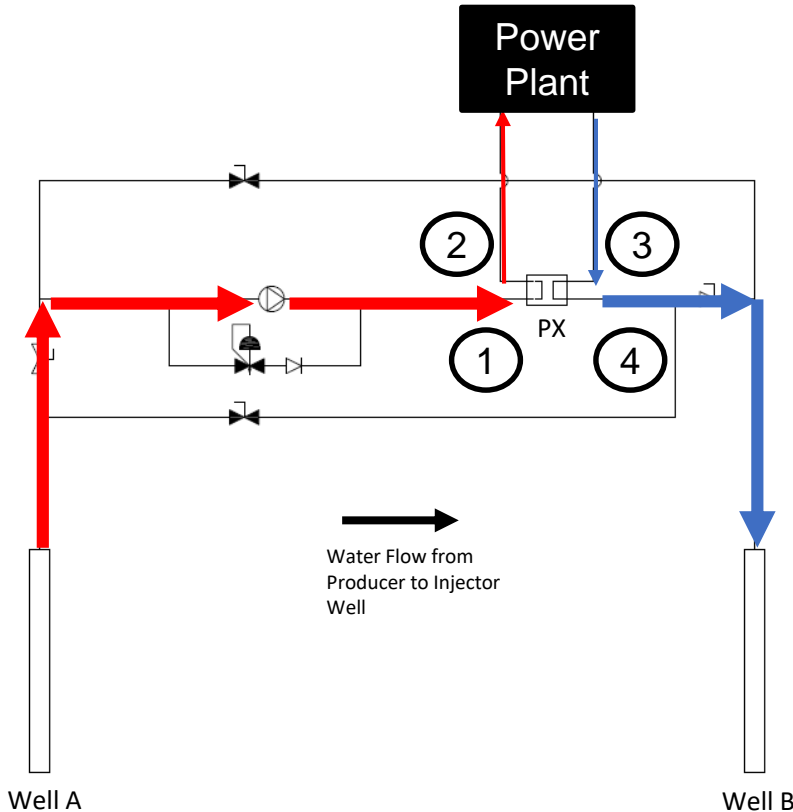 Power
Plant
2
3
PX
1
4
Water Flow from
Producer to Injector
Well
Well A
Well B